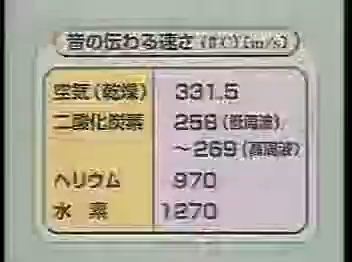 音の伝わる速さ(0℃)[m/s]
空気(乾燥) 331.5
二酸化炭素 258(低周波)
～269(高周波)
ヘリウム 970
水素 1270